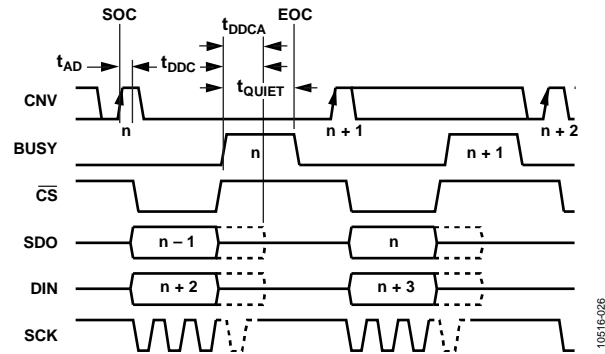 SOC
EOC
tDDCA
tAD
tDDC
tQUIET
CNV
n
n + 1
n + 2
BUSY
n
n + 1
CS
SDO
n – 1
n
DIN
n + 2
n + 3
SCK
10516-026